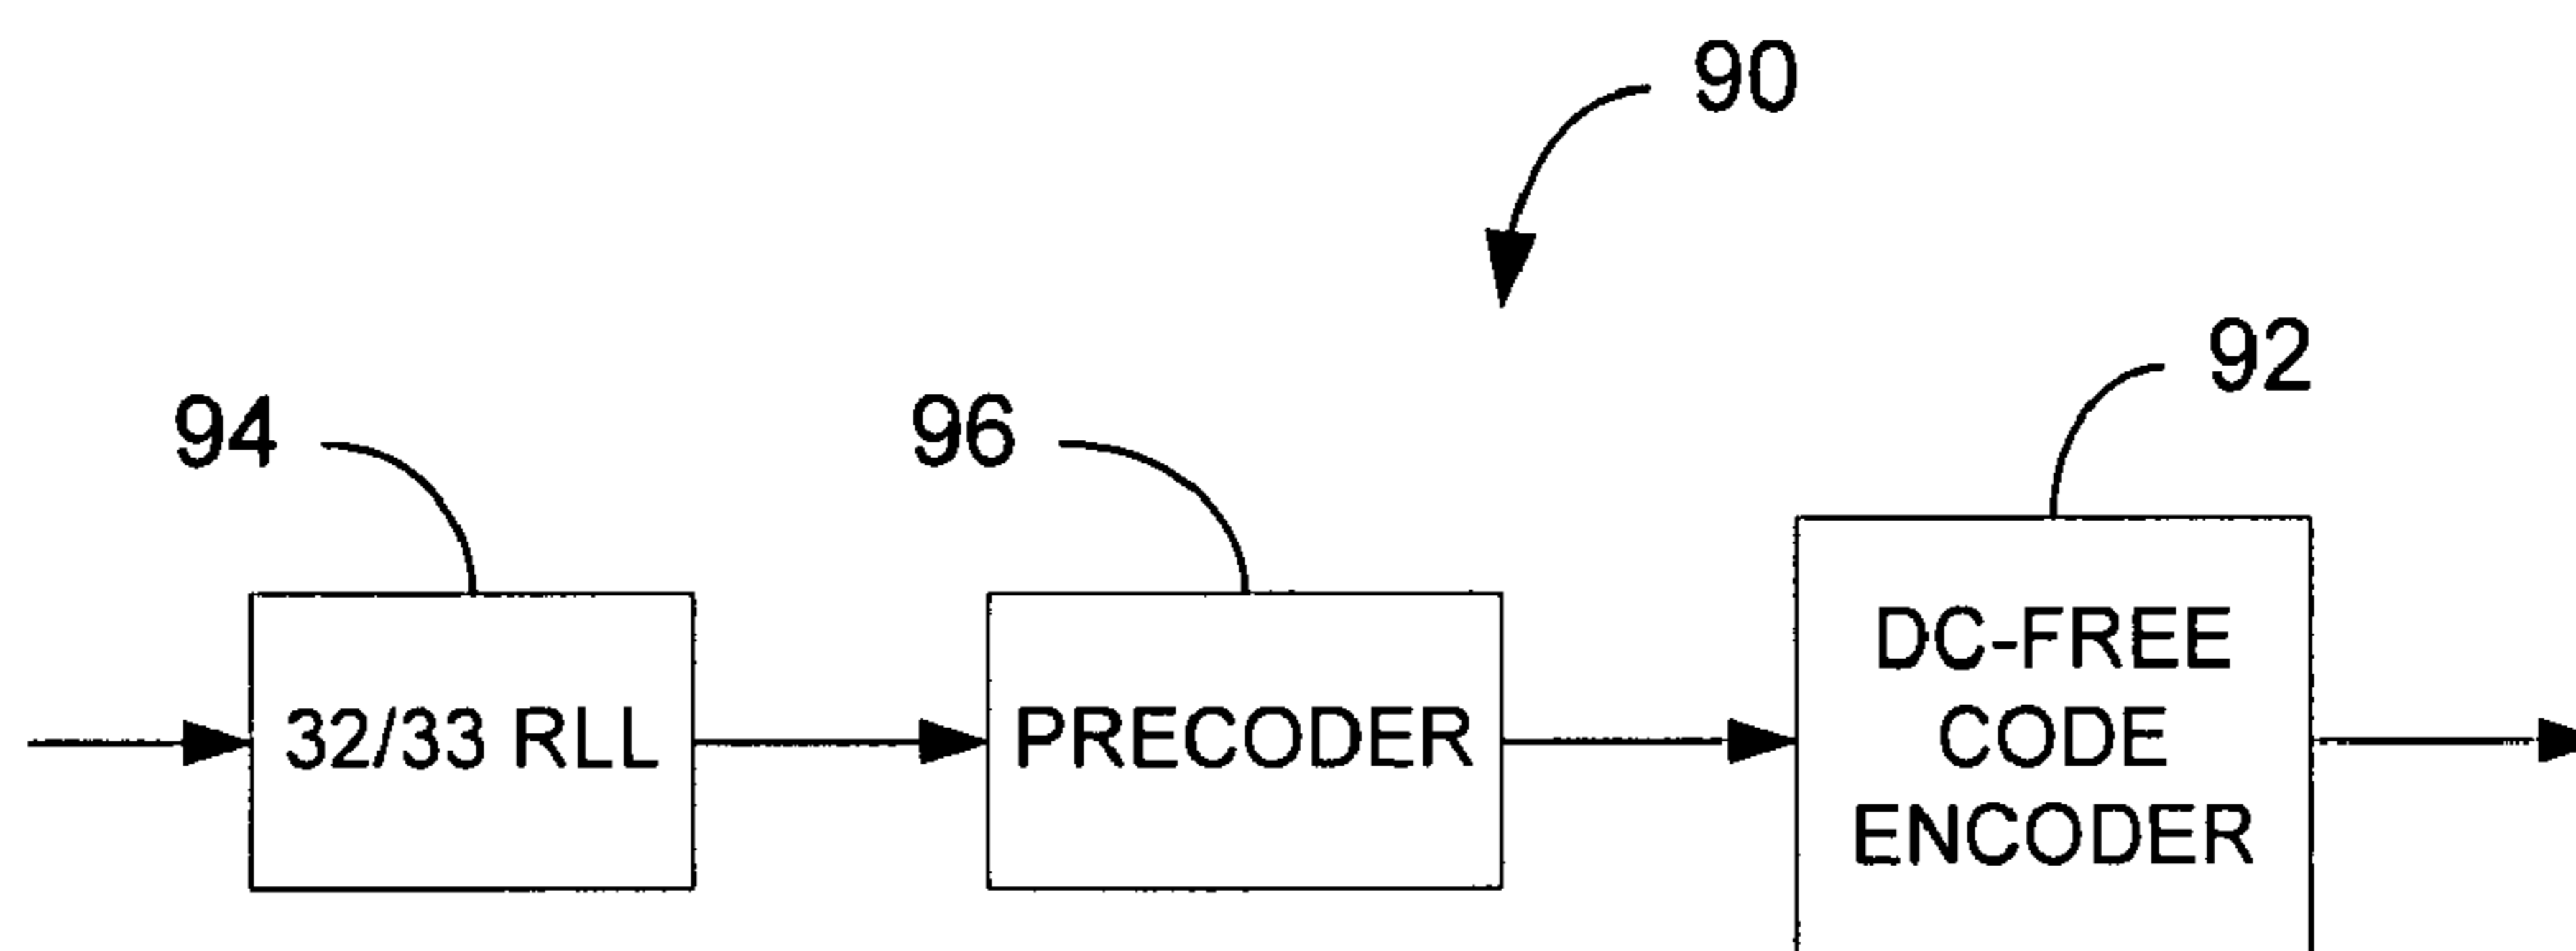 90
92
94
96
32/33 RLL
PRECODER
DC-FREE
CODE
ENCODER